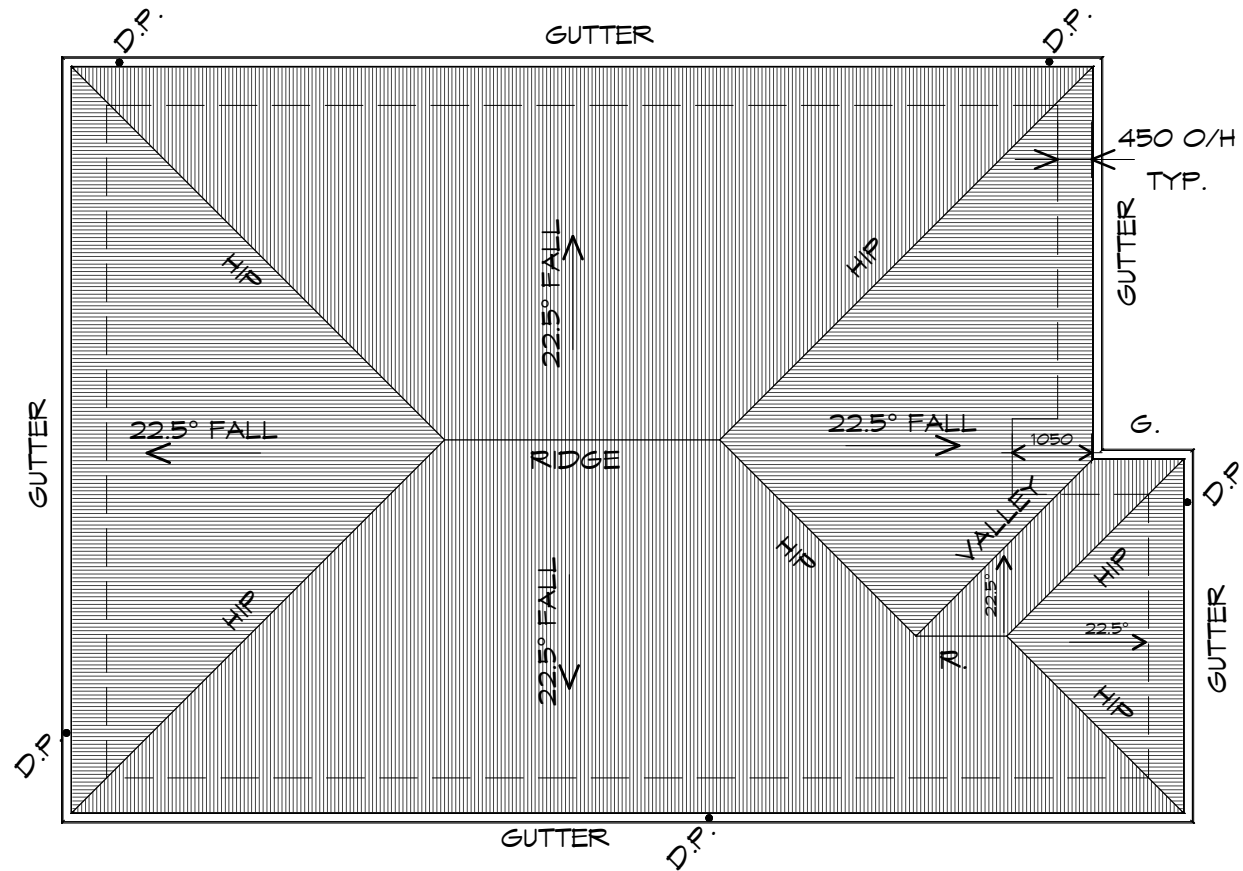 D.P.
GUTTER
D.P.
450 O/H
TYP.
GUTTER
HIP
HIP
22.5° FALL
GUTTER
22.5° FALL
22.5° FALL
G.
1050
RIDGE
D.P
VALLEY
HIP
HIP
22.5°
HIP
22.5° FALL
22.5°
GUTTER
R.
HIP
D.P.
GUTTER
D.P.